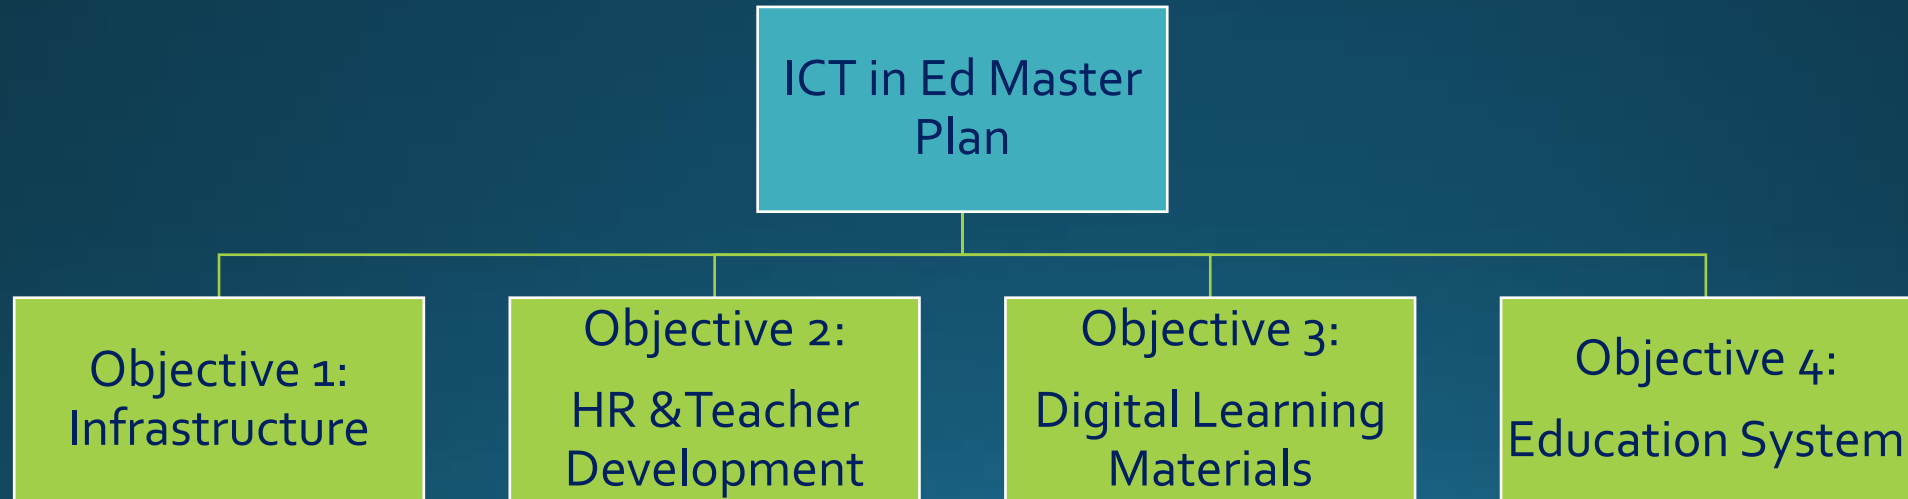 ICT in Ed Master
Plan
Objective 1:
Infrastructure
Objective 2:
HR &Teacher
Development
Objective 3:
Digital Learning
Materials
Objective 4:
Education System